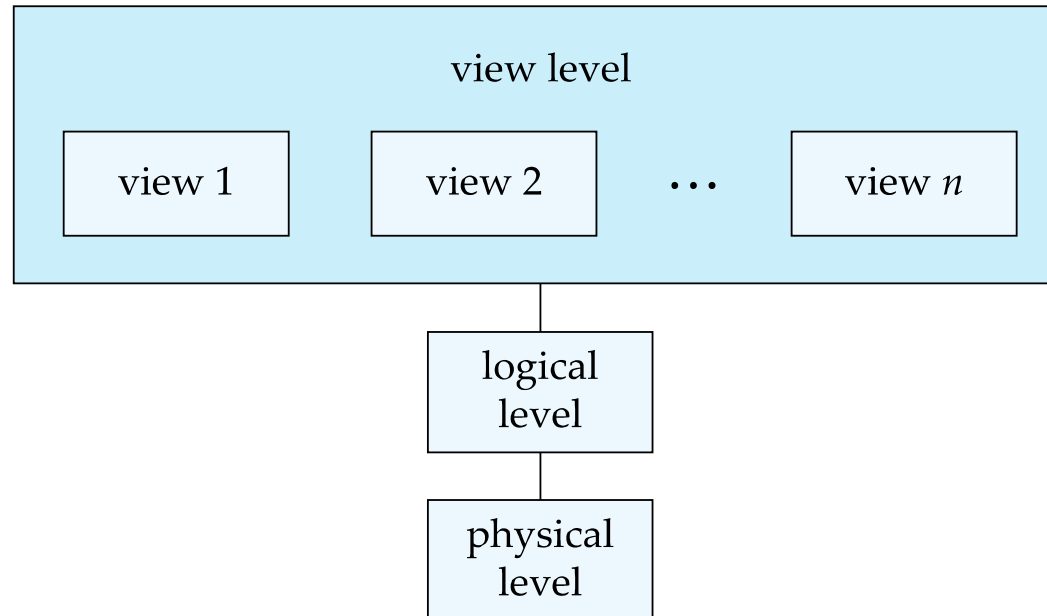 view level
view 1
view 2
...
view n
logical
level
physical
level